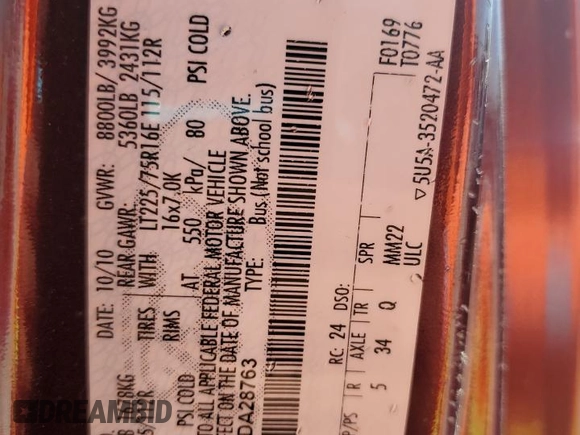 DATE: 10/10 GVWR: 8800LB/ 3992KG
REAR GAWR: 5360LB 2431KG
TIRES WITH LT225/75R16E 115/112R
RIMS 16x7.0K
PSI COLD AT 550 kPa/ 80 PSI COLD
TO ALL APPLICABLE FEDERAL MOTOR VEHICLE
FECT ON THE DATE OF MANUFACTURE SHOWN ABOVE.
DA28763 TYPE: Bus (Not school bus)
F0169
T0776
RC: 24 DSO:
P/PS R AXLE TR SPR
5 34 Q MM22
ULC
▽5U5A-3520472-AA
DREAMBID